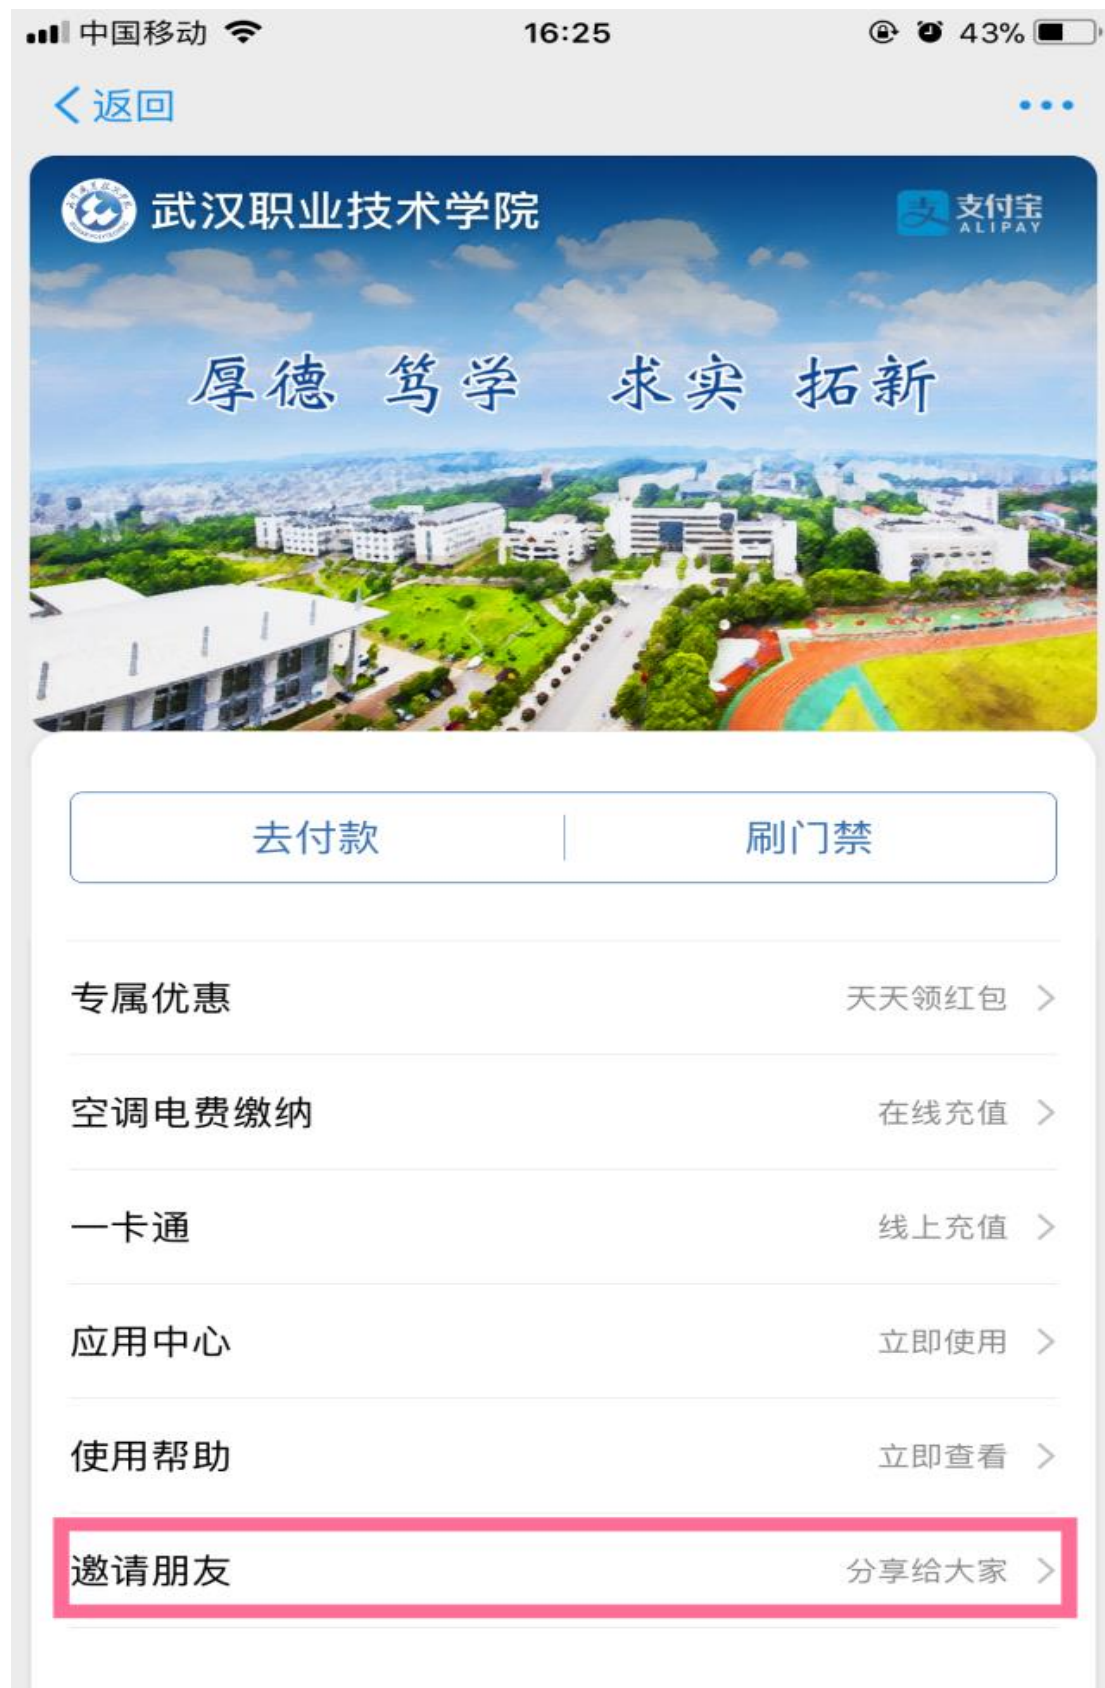 中国移动 16:25 43%
返回
武汉职业技术学院 支付宝
ALIPAY
厚德 笃学 求实 拓新
去付款 刷门禁
专属优惠 天天领红包
空调电费缴纳 在线充值
一卡通 线上充值
应用中心 立即使用
使用帮助 立即查看
邀请朋友 分享给大家